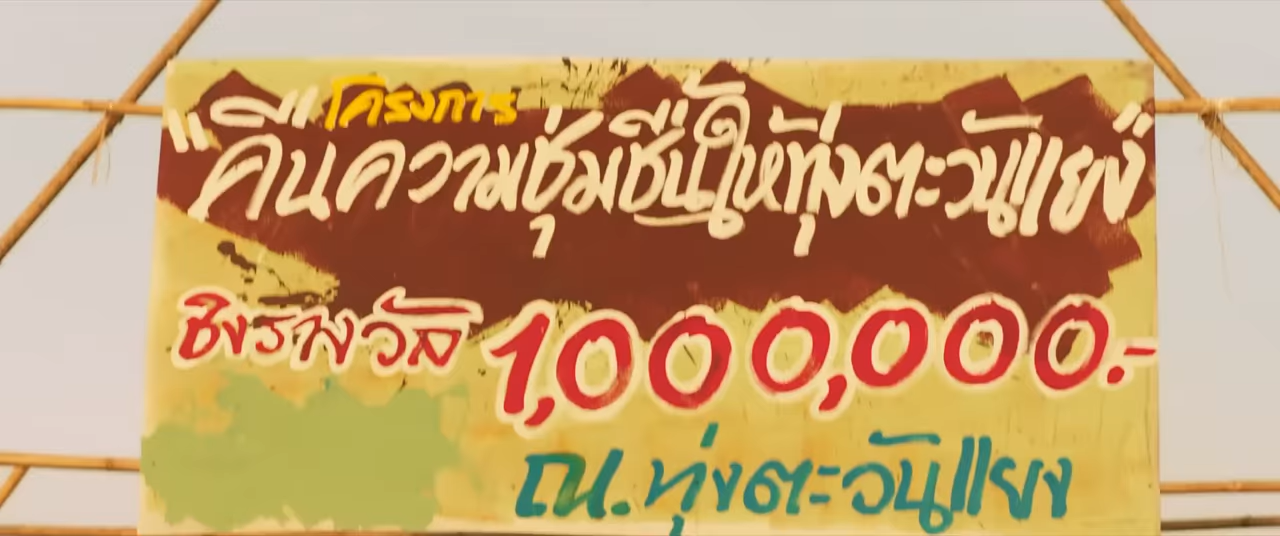 โครงการ
"คืนความชุ่มชื่นให้ทุ่งตะวันแยง"
ชิงรางวัล 1,000,000.-
ณ.ทุ่งตะวันแยง